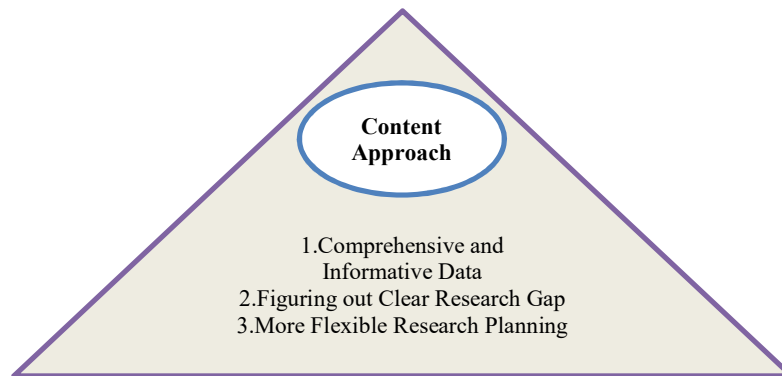 Content
Approach
1.Comprehensive and
Informative Data
2.Figuring out Clear Research Gap
3.More Flexible Research Planning